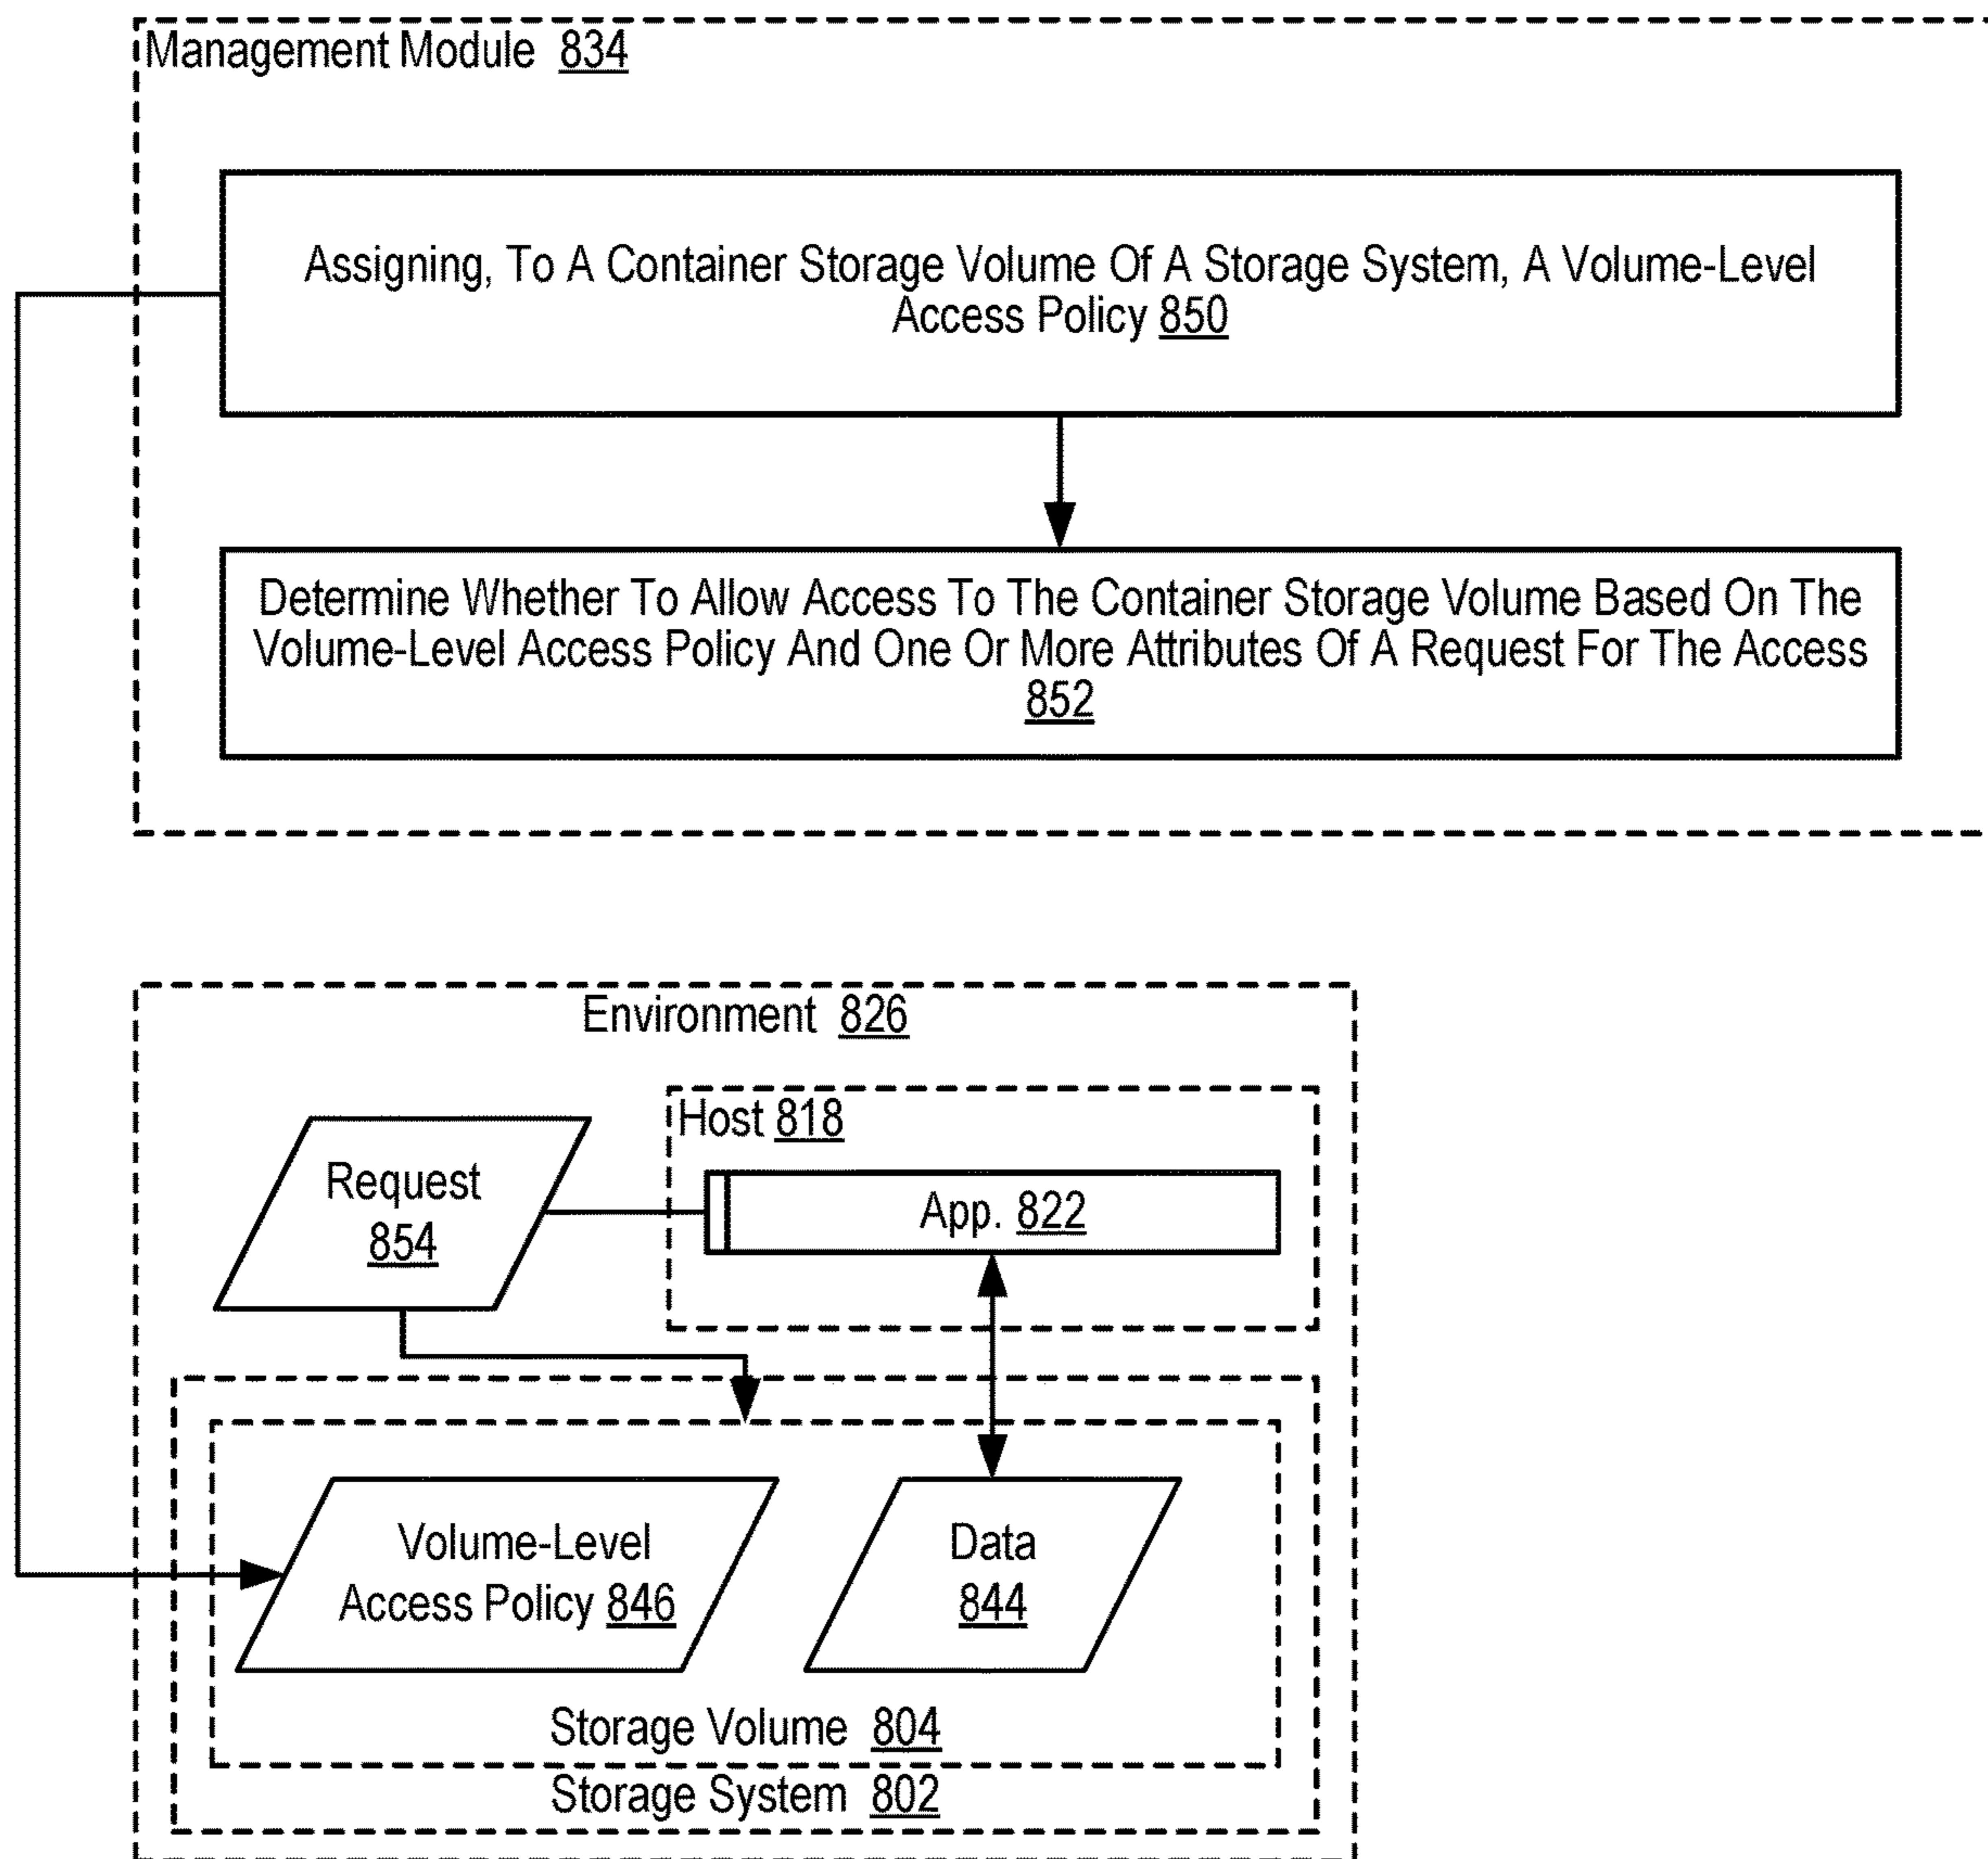 Management Module 834
Assigning, To A Container Storage Volume Of A Storage System, A Volume-Level
Access Policy 850
Determine Whether To Allow Access To The Container Storage Volume Based On The
Volume-Level Access Policy And One Or More Attributes Of A Request For The Access
852
Environment 826
Host 818
Request
854
App. 822
Volume-Level
Access Policy 846
Data
844
Storage Volume 804
Storage System 802